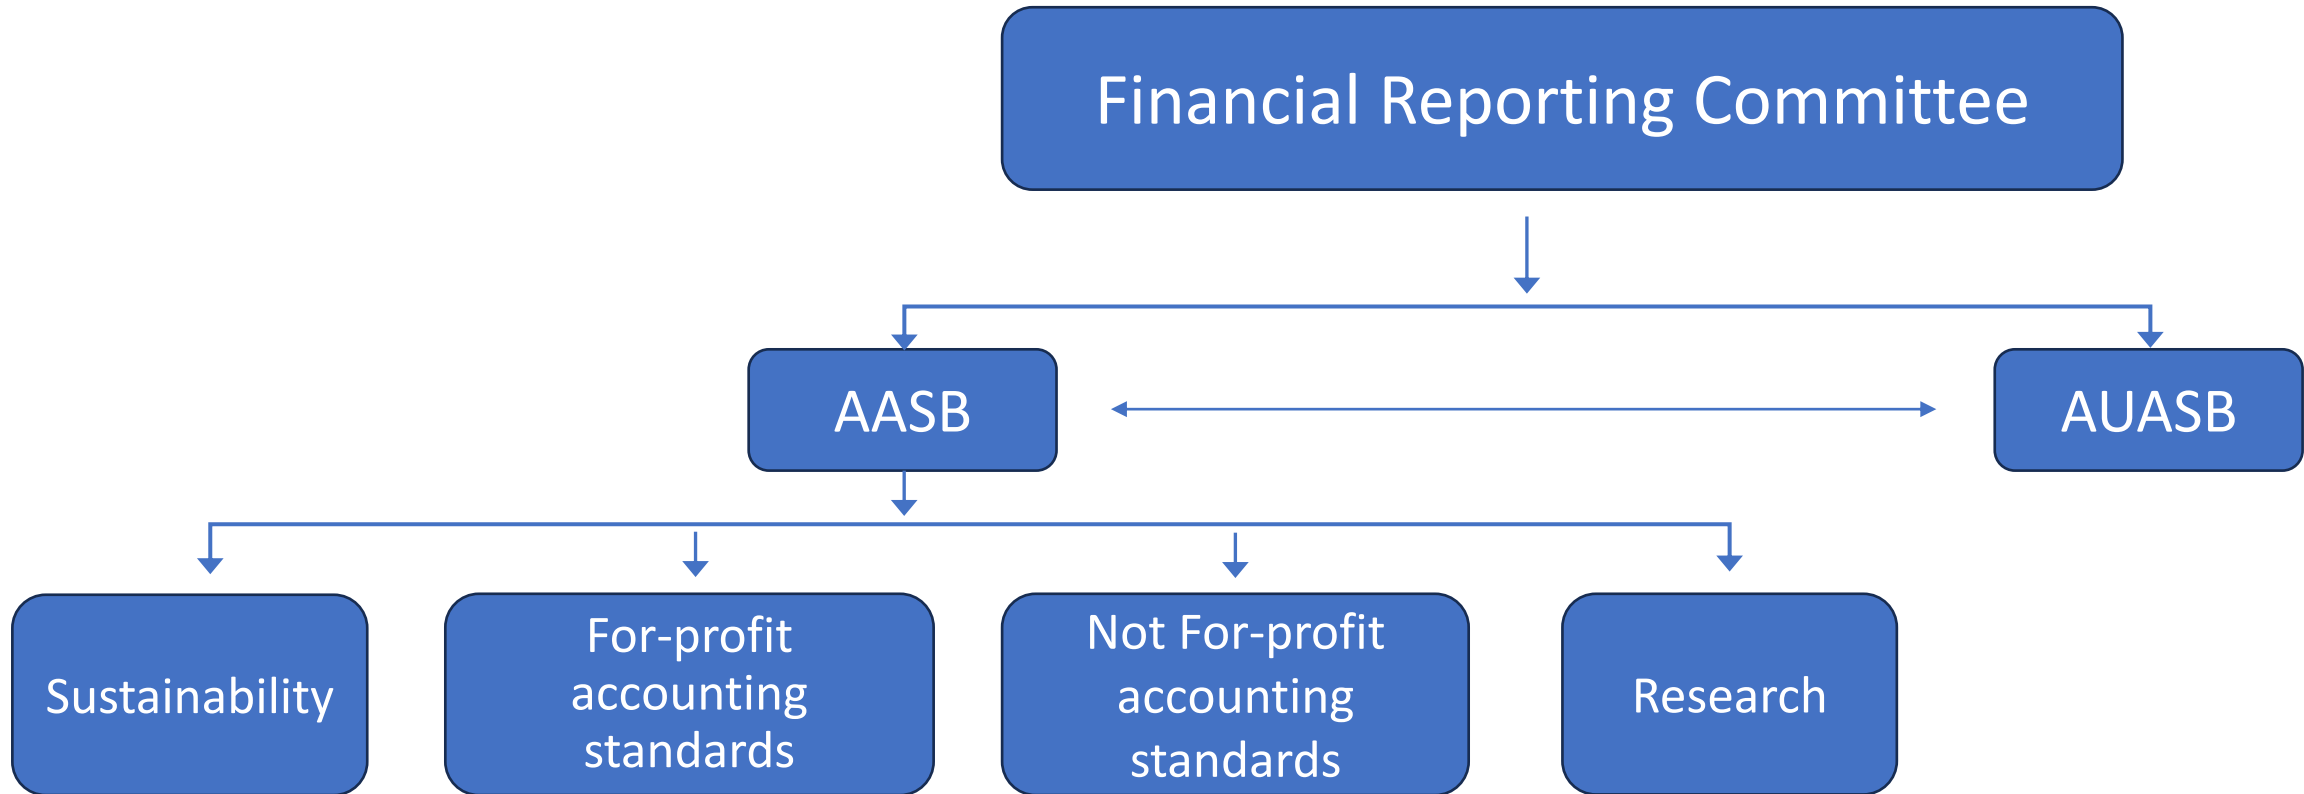 Financial Reporting Committee
AASB
AUASB
Sustainability
For-profit
accounting
standards
Not For-profit
accounting
standards
Research